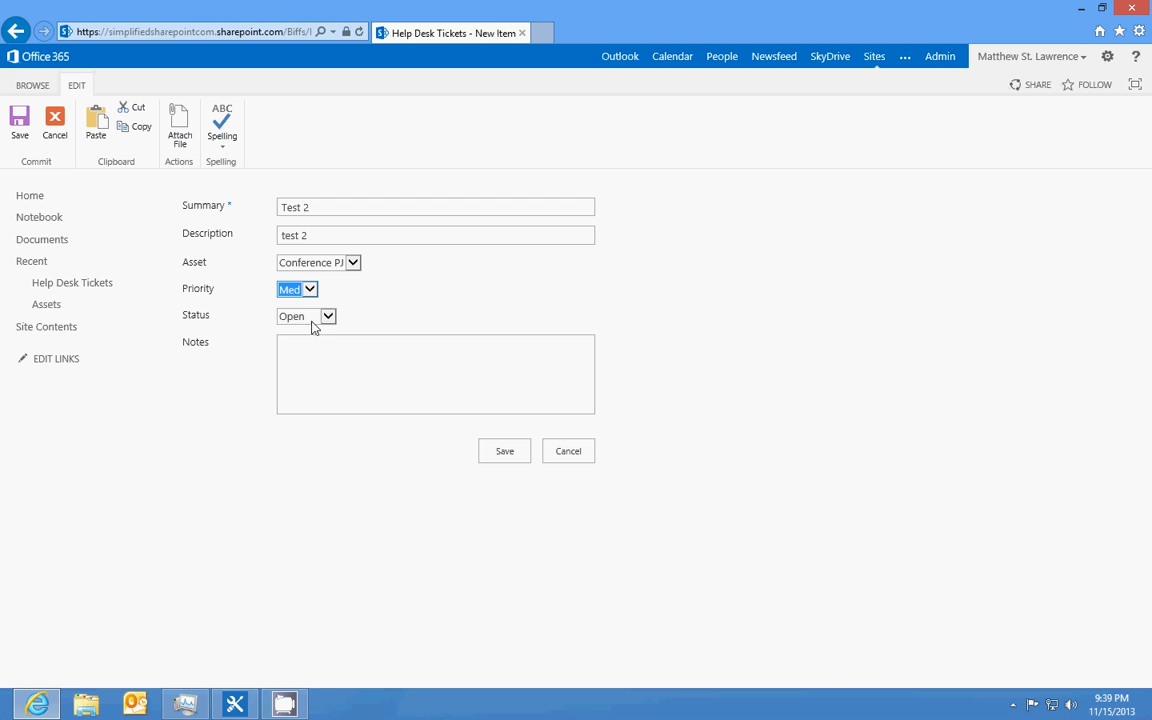 https://simplifiedsharepointcom.sharepoint.com/Biffs/
Help Desk Tickets - New Item
Office 365
Outlook Calendar People Newsfeed SkyDrive Sites ... Admin Matthew St. Lawrence ?
BROWSE EDIT SHARE FOLLOW
Save Cancel Paste Cut Copy Attach File ABC Spelling
Commit Clipboard Actions Spelling
Home
Notebook
Documents
Recent
Help Desk Tickets
Assets
Site Contents
EDIT LINKS
Summary * Test 2
Description test 2
Asset Conference PJ
Priority Med
Status Open
Notes
Save Cancel
9:39 PM
11/15/2013